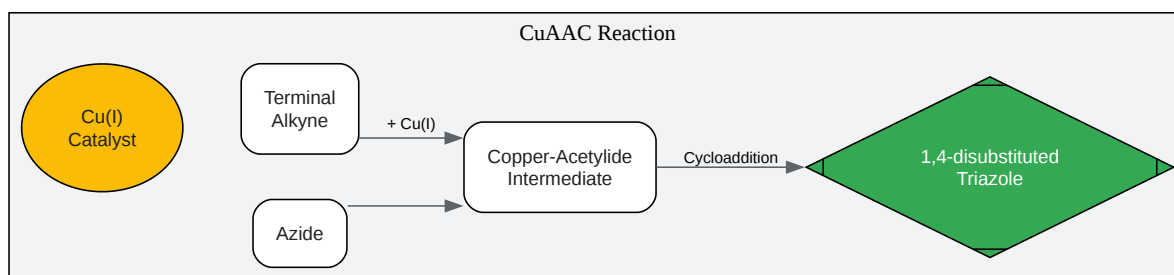 CuAAC Reaction
Cu(I)
Catalyst
Terminal
Alkyne
+ Cu(I)
Azide
Copper-Acetylide
Intermediate
Cycloaddition
1,4-disubstituted
Triazole